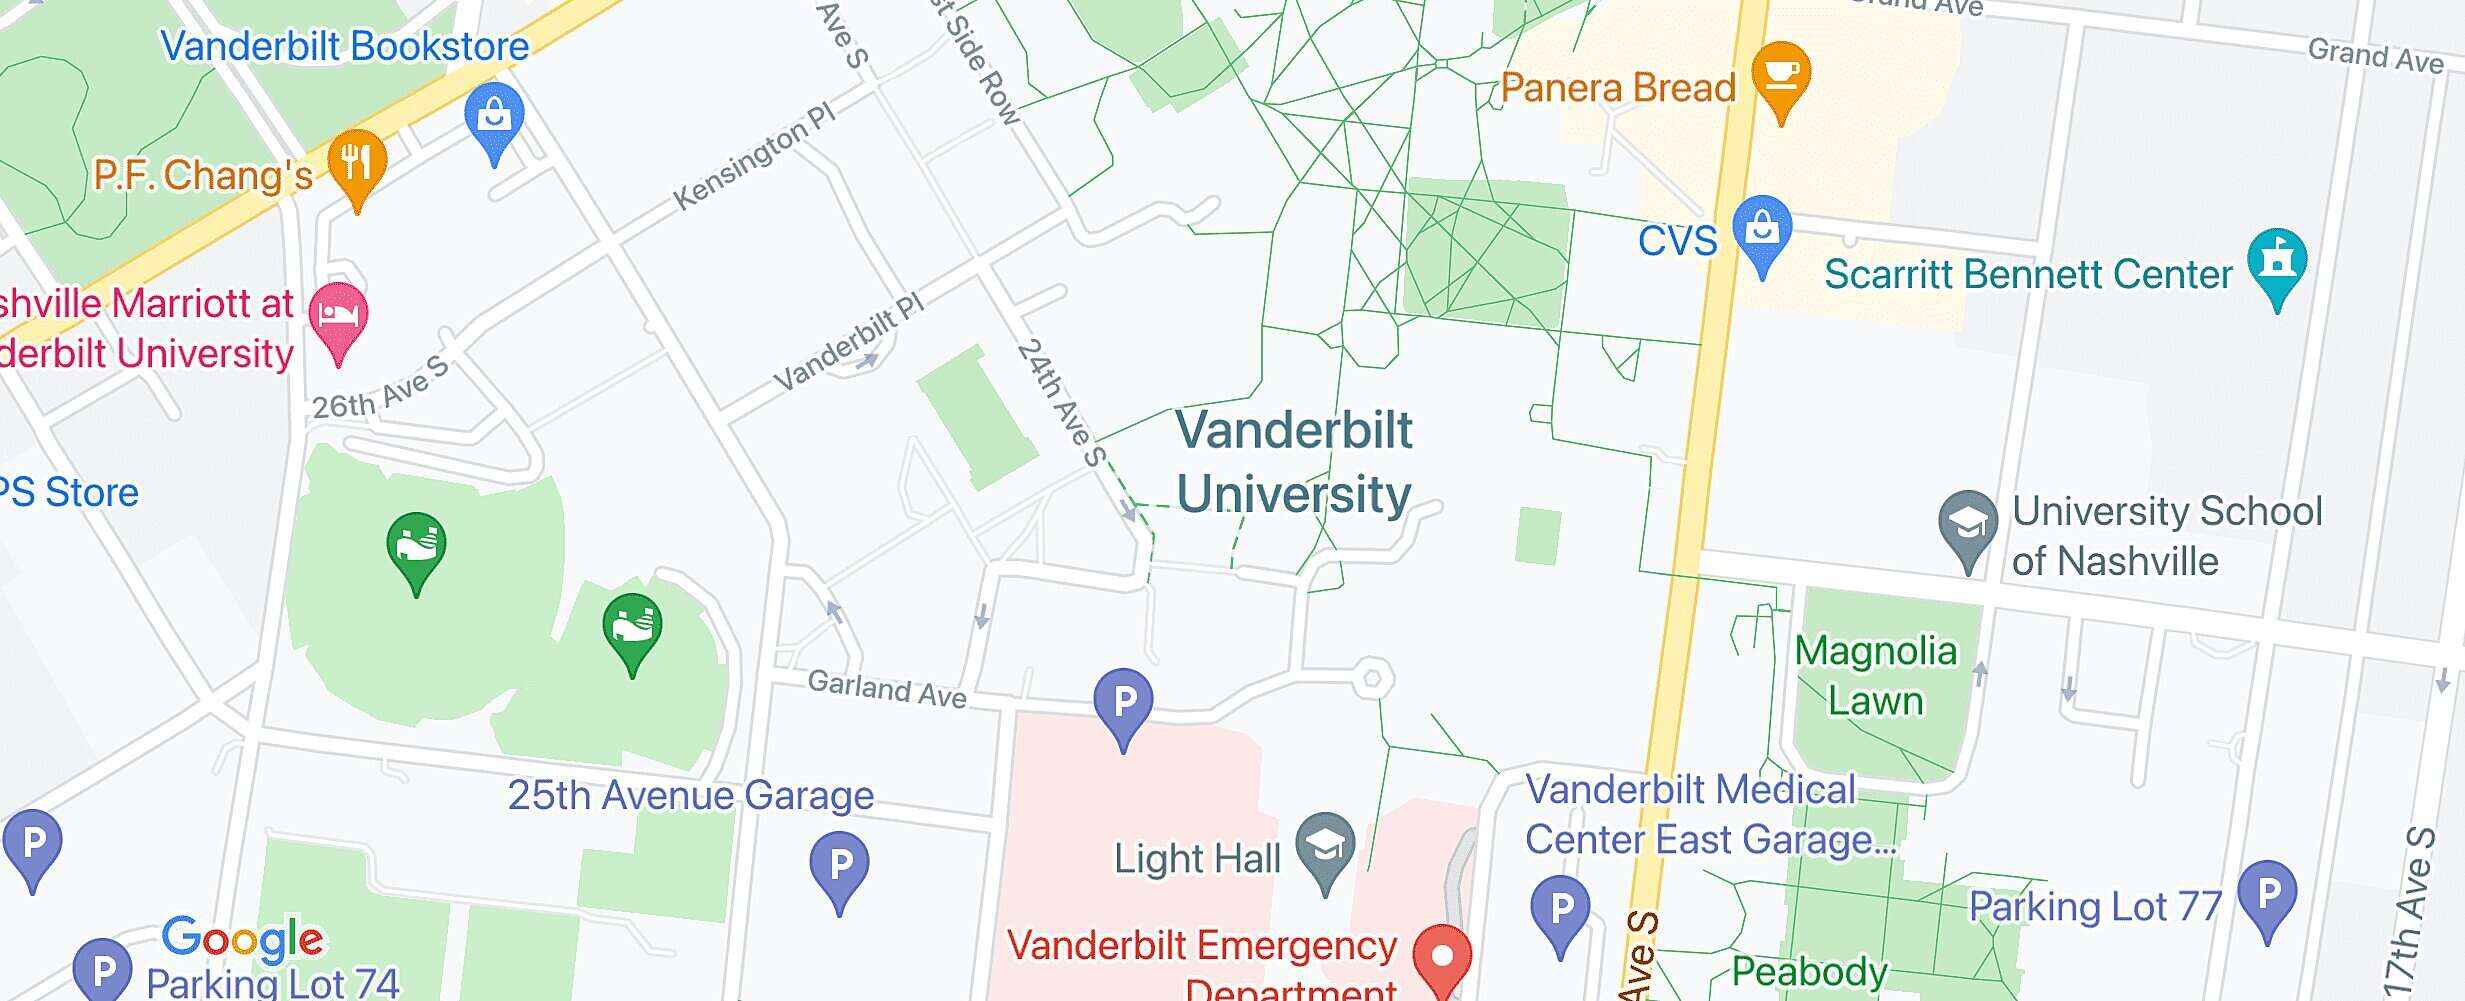 Grand Ave
Ave S
st Side Row
Grand Ave
Vanderbilt Bookstore
Panera Bread
Kensington Pl
P.F. Chang's
CVS
Scarritt Bennett Center
shville Marriott at
derbilt University
Vanderbilt Pl
26th Ave S
24th Ave S
Vanderbilt
University
PS Store
University School
of Nashville
Magnolia
Lawn
Garland Ave
P
25th Avenue Garage
Vanderbilt Medical
Center East Garage...
P
P
Light Hall
P
Parking Lot 77
P
17th Ave S
Ave S
Google
Vanderbilt Emergency
Department
P
Parking Lot 74
Peabody